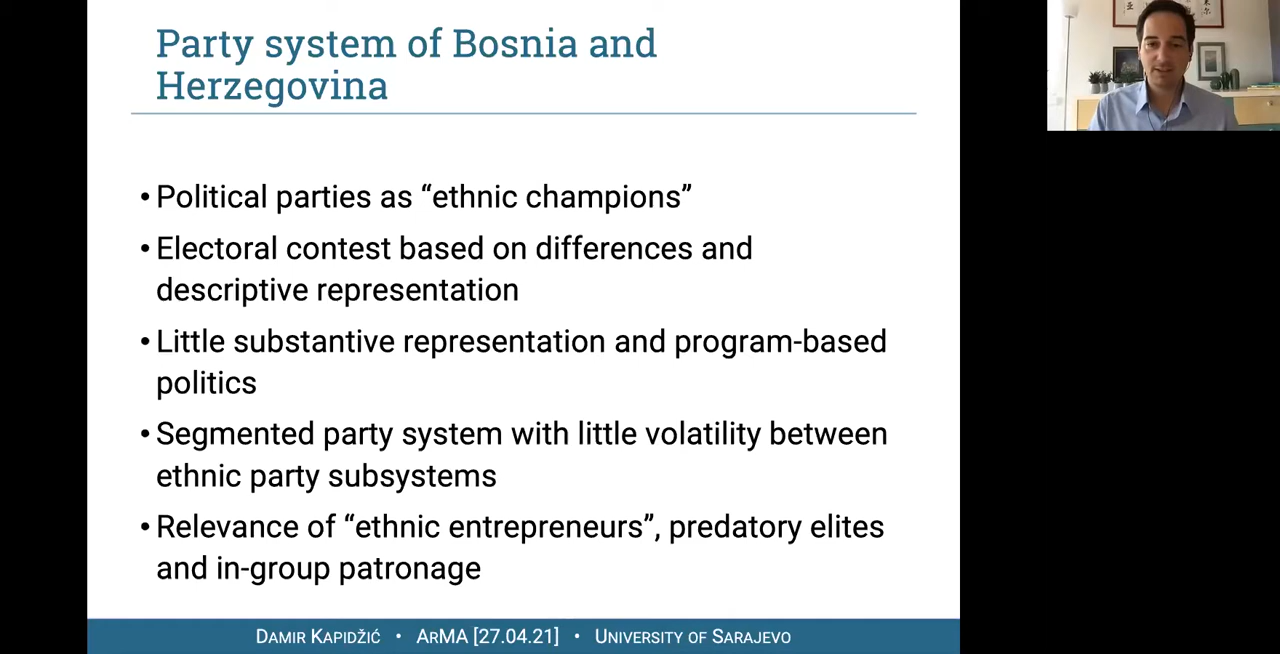 Party system of Bosnia and
Herzegovina
• Political parties as “ethnic champions”
• Electoral contest based on differences and
descriptive representation
• Little substantive representation and program-based
politics
• Segmented party system with little volatility between
ethnic party subsystems
• Relevance of “ethnic entrepreneurs”, predatory elites
and in-group patronage
DAMIR KAPIDŽIĆ • ARMA [27.04.21] • UNIVERSITY OF SARAJEVO